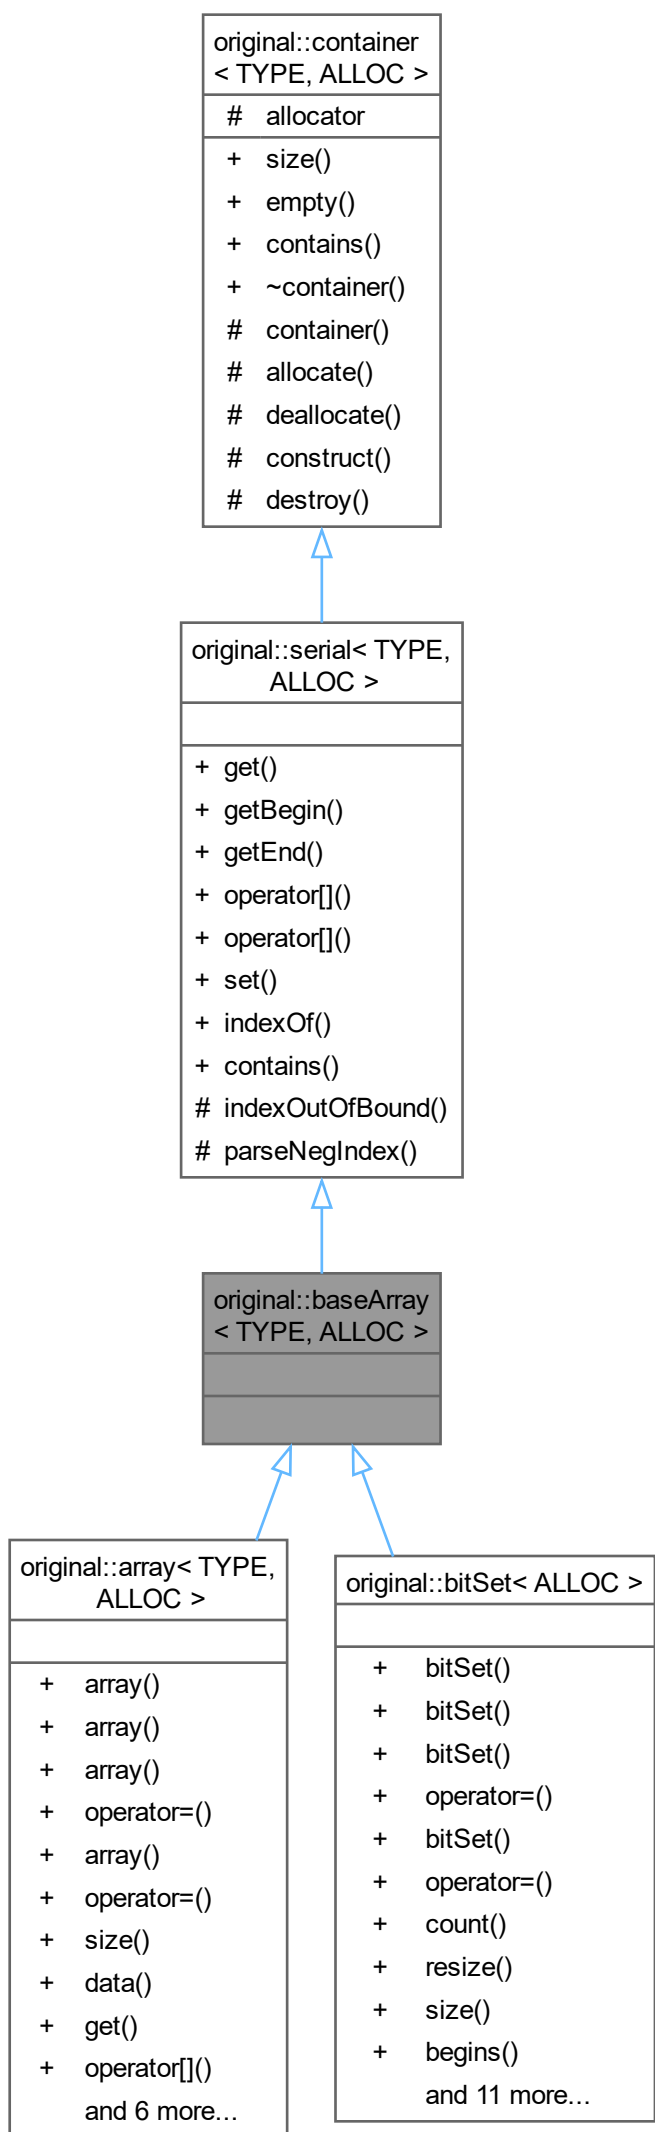 original::container
< TYPE, ALLOC >
# allocator
+ size()
+ empty()
+ contains()
+ ~container()
# container()
# allocate()
# deallocate()
# construct()
# destroy()
original::serial< TYPE,
ALLOC >
+ get()
+ getBegin()
+ getEnd()
+ operator[]()
+ operator[]()
+ set()
+ indexOf()
+ contains()
# indexOutOfBound()
# parseNegIndex()
original::baseArray
< TYPE, ALLOC >
original::array< TYPE,
ALLOC >
+ array()
+ array()
+ array()
+ operator=()
+ array()
+ operator=()
+ size()
+ data()
+ get()
+ operator[]()
and 6 more...
original::bitSet< ALLOC >
+ bitSet()
+ bitSet()
+ bitSet()
+ operator=()
+ bitSet()
+ operator=()
+ count()
+ resize()
+ size()
+ begins()
and 11 more...